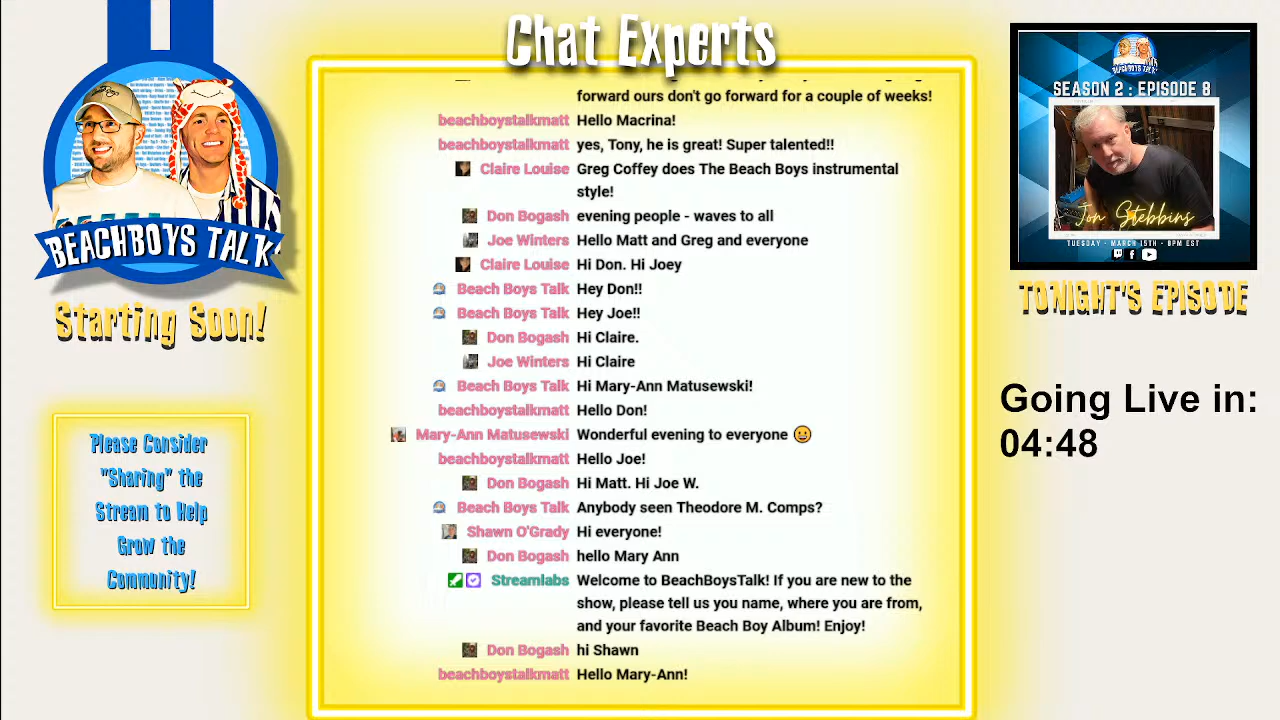 Chat Experts
forward ours don't go forward for a couple of weeks!
beachboystalkmatt Hello Macrina!
beachboystalkmatt yes, Tony, he is great! Super talented!!
Claire Louise Greg Coffey does The Beach Boys instrumental
style!
Don Bogash evening people - waves to all
Joe Winters Hello Matt and Greg and everyone
Claire Louise Hi Don. Hi Joey
Beach Boys Talk Hey Don!!
Beach Boys Talk Hey Joe!!
Don Bogash Hi Claire.
Joe Winters Hi Claire
Beach Boys Talk Hi Mary-Ann Matusewski!
beachboystalkmatt Hello Don!
Mary-Ann Matusewski Wonderful evening to everyone 😀
beachboystalkmatt Hello Joe!
Don Bogash Hi Matt. Hi Joe W.
Beach Boys Talk Anybody seen Theodore M. Comps?
Shawn O'Grady Hi everyone!
Don Bogash hello Mary Ann
Streamlabs Welcome to BeachBoysTalk! If you are new to the
show, please tell us you name, where you are from,
and your favorite Beach Boy Album! Enjoy!
Don Bogash hi Shawn
beachboystalkmatt Hello Mary-Ann!
BEACHBOYS TALK
Starting Soon!
Please Consider
"Sharing" the
Stream to Help
Grow the
Community!
BEACHBOYS TALK
SEASON 2 : EPISODE 8
Jon Stebbins
TUESDAY - MARCH 15TH - 8PM EST
TONIGHT'S EPISODE
Going Live in:
04:48